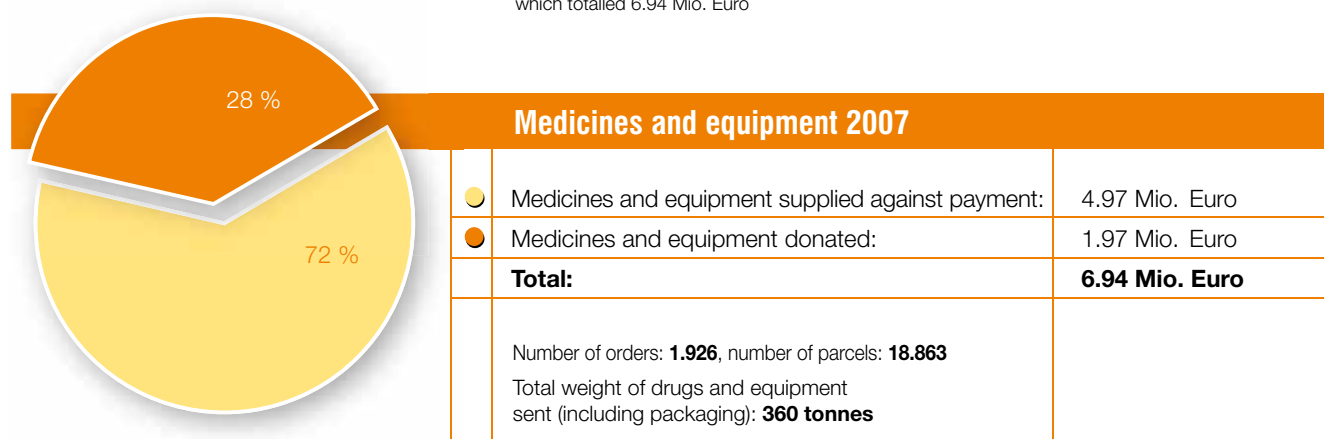 which totalled 6.94 Mio. Euro
28 %
72 %
Medicines and equipment 2007
Medicines and equipment supplied against payment: 4.97 Mio. Euro
Medicines and equipment donated: 1.97 Mio. Euro
Total: 6.94 Mio. Euro
Number of orders: 1.926, number of parcels: 18.863
Total weight of drugs and equipment
sent (including packaging): 360 tonnes